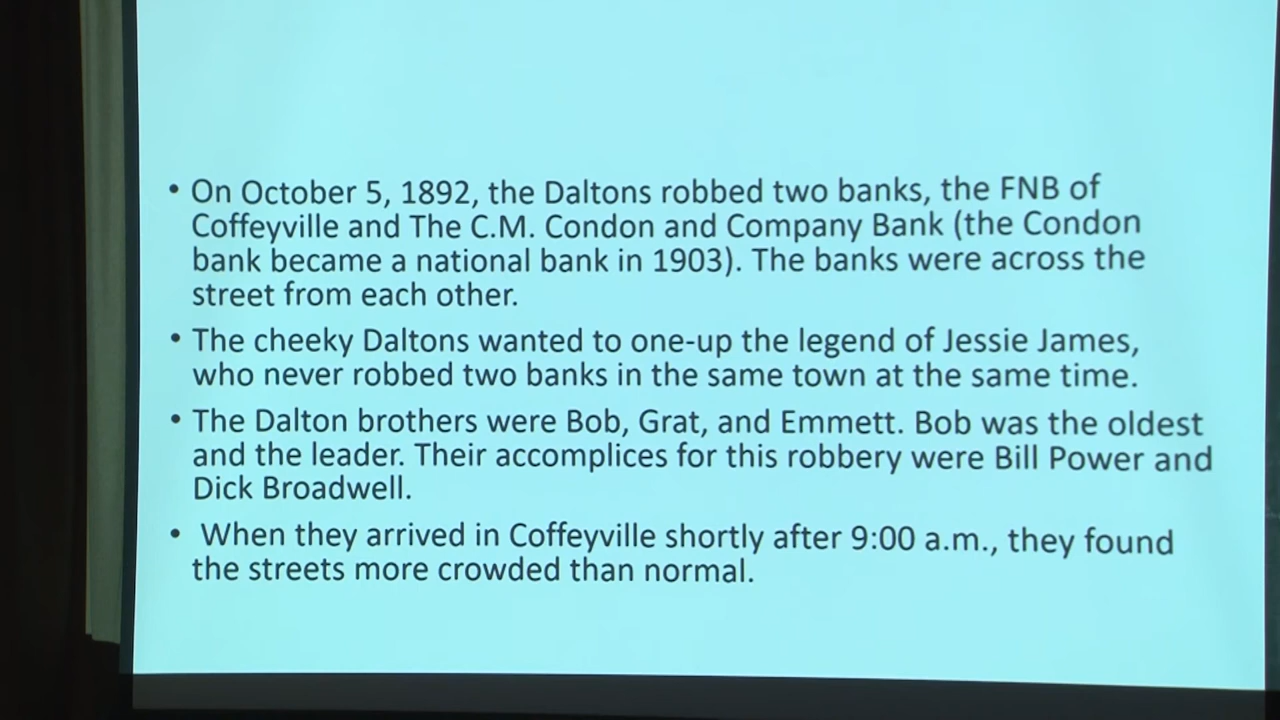 • On October 5, 1892, the Daltons robbed two banks, the FNB of
Coffeyville and The C.M. Condon and Company Bank (the Condon
bank became a national bank in 1903). The banks were across the
street from each other.
• The cheeky Daltons wanted to one-up the legend of Jessie James,
who never robbed two banks in the same town at the same time.
• The Dalton brothers were Bob, Grat, and Emmett. Bob was the oldest
and the leader. Their accomplices for this robbery were Bill Power and
Dick Broadwell.
• When they arrived in Coffeyville shortly after 9:00 a.m., they found
the streets more crowded than normal.